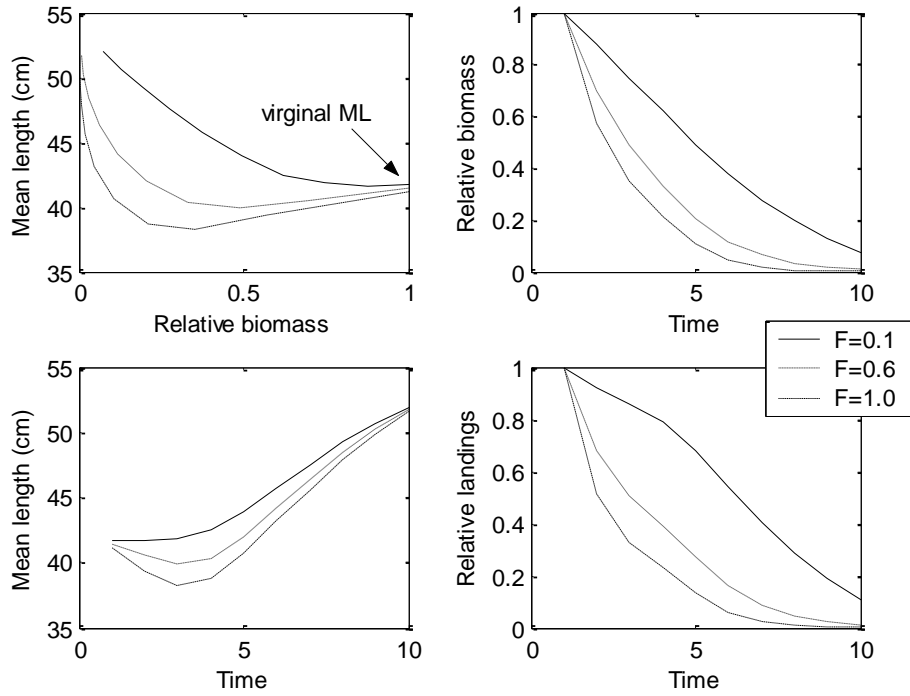 55
50
45
40
35
Mean length (cm)
virginal ML
0
0.5
1
Relative biomass
1
0.8
0.6
0.4
0.2
0
Relative biomass
0
5
10
Time
55
50
45
40
35
Mean length (cm)
0
5
10
Time
1
0.8
0.6
0.4
0.2
0
Relative landings
0
5
10
Time
F=0.1
F=0.6
F=1.0